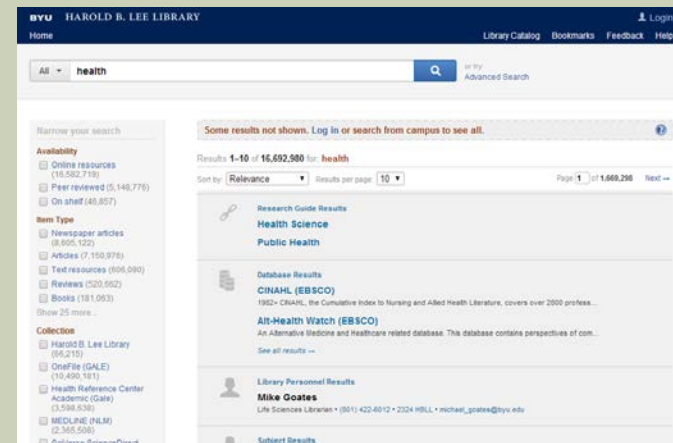 BYU HAROLD B. LEE LIBRARY
Login
Home
Library Catalog Bookmarks Feedback Help
All health
or try
Advanced Search
Narrow your search
Availability
Online resources
(16,582,719)
Peer reviewed (5,146,776)
On shelf (46,857)
Item Type
Newspaper articles
(8,605,122)
Articles (7,150,976)
Text resources (606,090)
Reviews (520,662)
Books (181,063)
Show 25 more...
Collection
Harold B. Lee Library
(66,215)
OneFile (GALE)
(10,490,181)
Health Reference Center
Academic (Gale)
(3,598,638)
MEDLINE (NLM)
(2,365,508)
Some results not shown. Log in or search from campus to see all.
Results 1–10 of 16,692,980 for: health
Sort by: Relevance Results per page: 10
Page 1 of 1,669,298 Next →
Research Guide Results
Health Science
Public Health
Database Results
CINAHL (EBSCO)
1982+ CINAHL, the Cumulative Index to Nursing and Allied Health Literature, covers over 2000 profess...
Alt-Health Watch (EBSCO)
An Alternative Medicine and Healthcare related database. This database contains perspectives of com...
See all results →
Library Personnel Results
Mike Goates
Life Sciences Librarian • (801) 422-6012 • 2324 HBLL • michael_goates@byu.edu
Subject Results